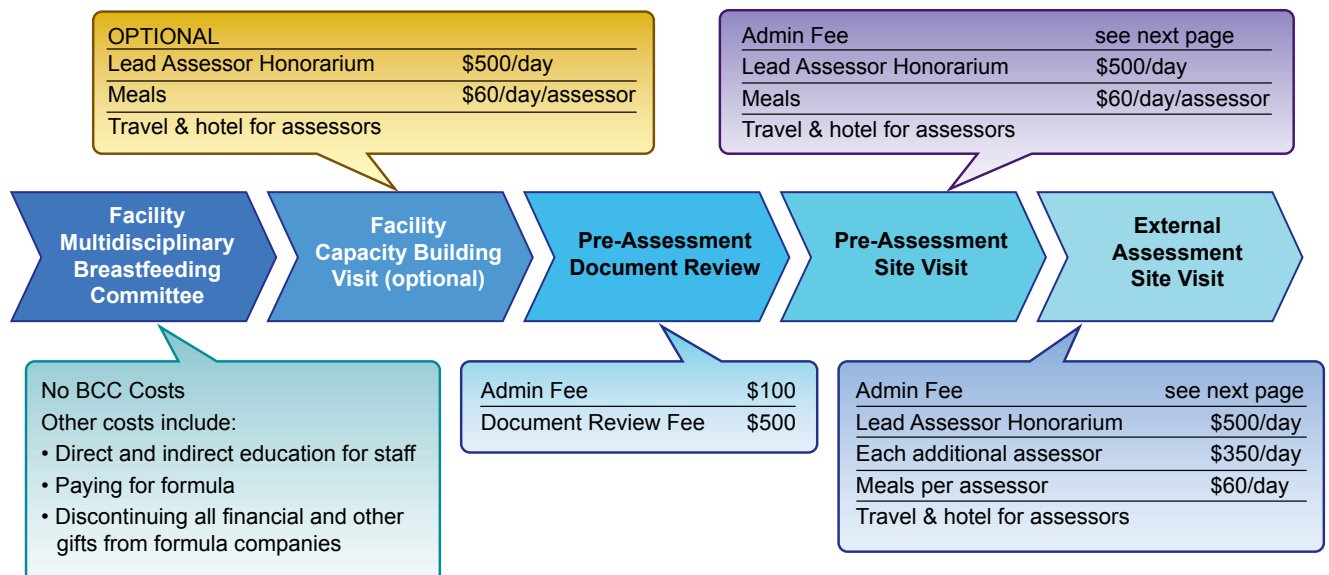 OPTIONAL
Lead Assessor Honorarium $500/day
Meals $60/day/assessor
Travel & hotel for assessors
Admin Fee see next page
Lead Assessor Honorarium $500/day
Meals $60/day/assessor
Travel & hotel for assessors
Facility
Multidisciplinary
Breastfeeding
Committee
Facility
Capacity Building
Visit (optional)
Pre-Assessment
Document Review
Pre-Assessment
Site Visit
External
Assessment
Site Visit
No BCC Costs
Other costs include:
• Direct and indirect education for staff
• Paying for formula
• Discontinuing all financial and other
gifts from formula companies
Admin Fee $100
Document Review Fee $500
Admin Fee see next page
Lead Assessor Honorarium $500/day
Each additional assessor $350/day
Meals per assessor $60/day
Travel & hotel for assessors